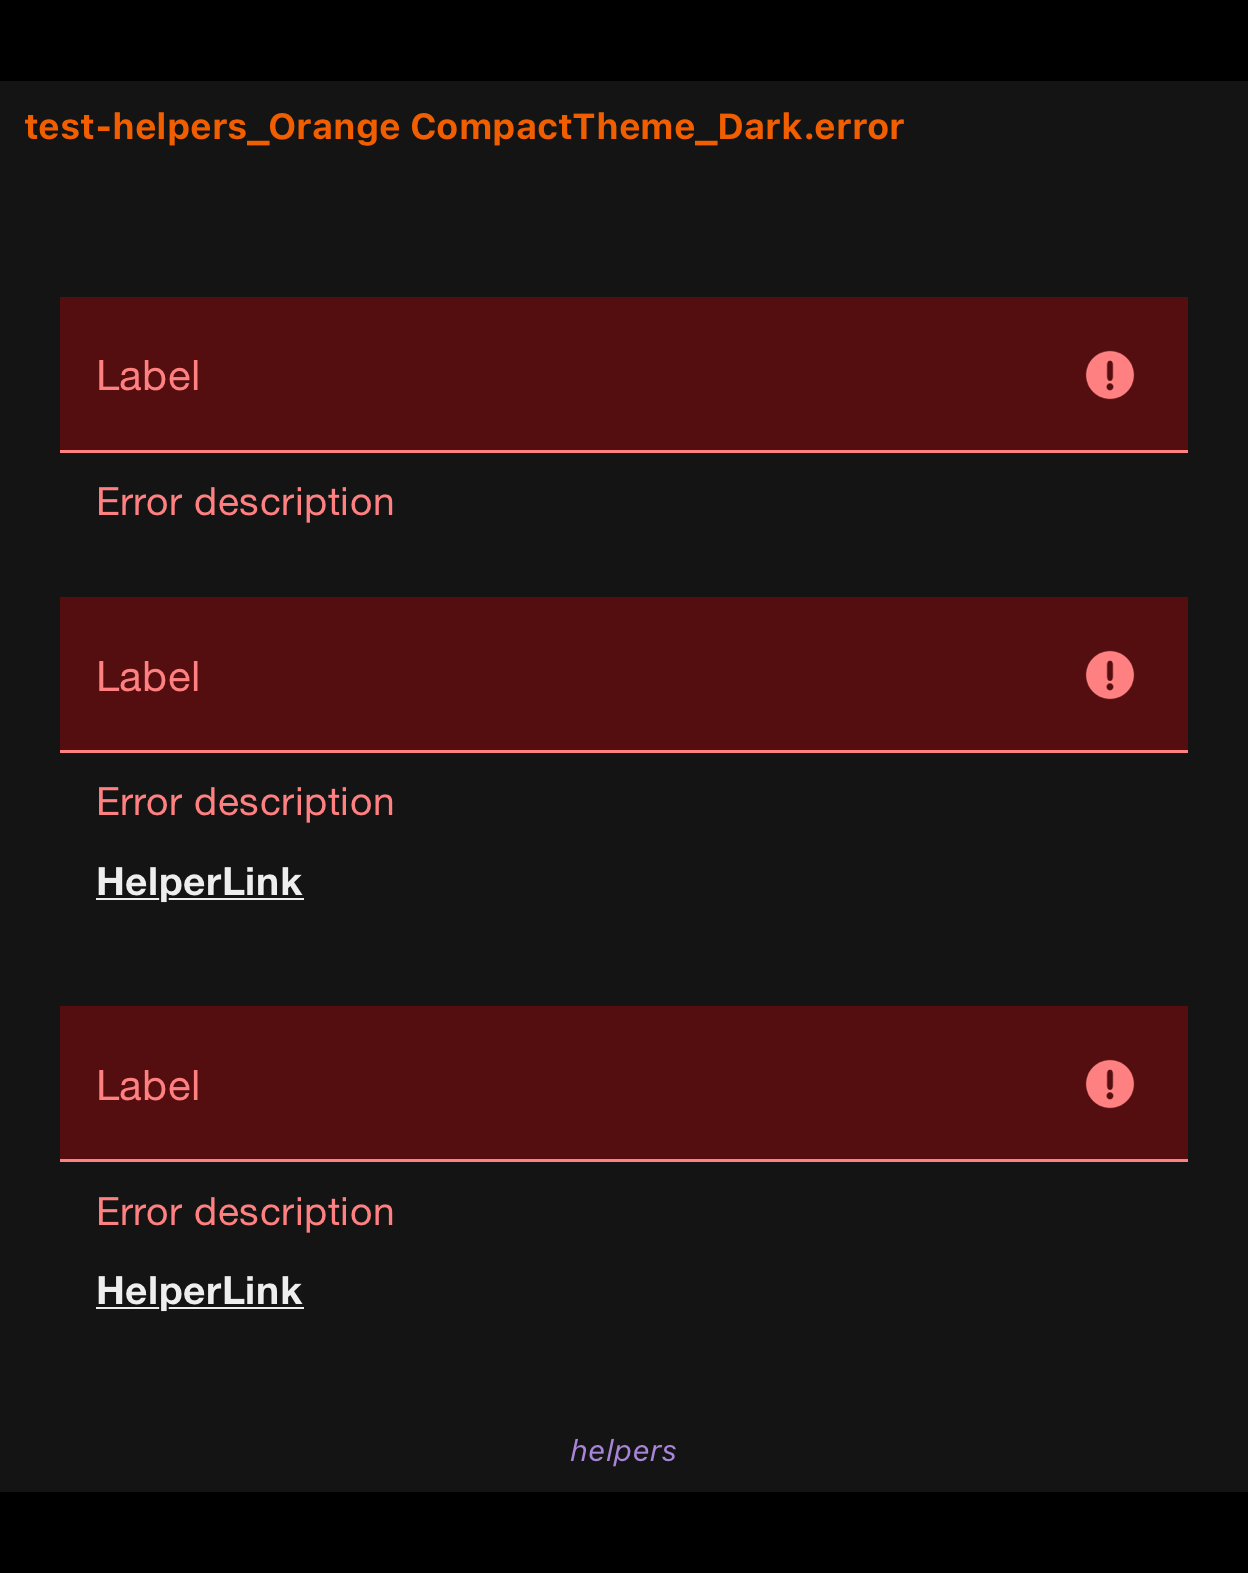 test-helpers_Orange CompactTheme_Dark.error
Label
Error description
Label
Error description
HelperLink
Label
Error description
HelperLink
helpers